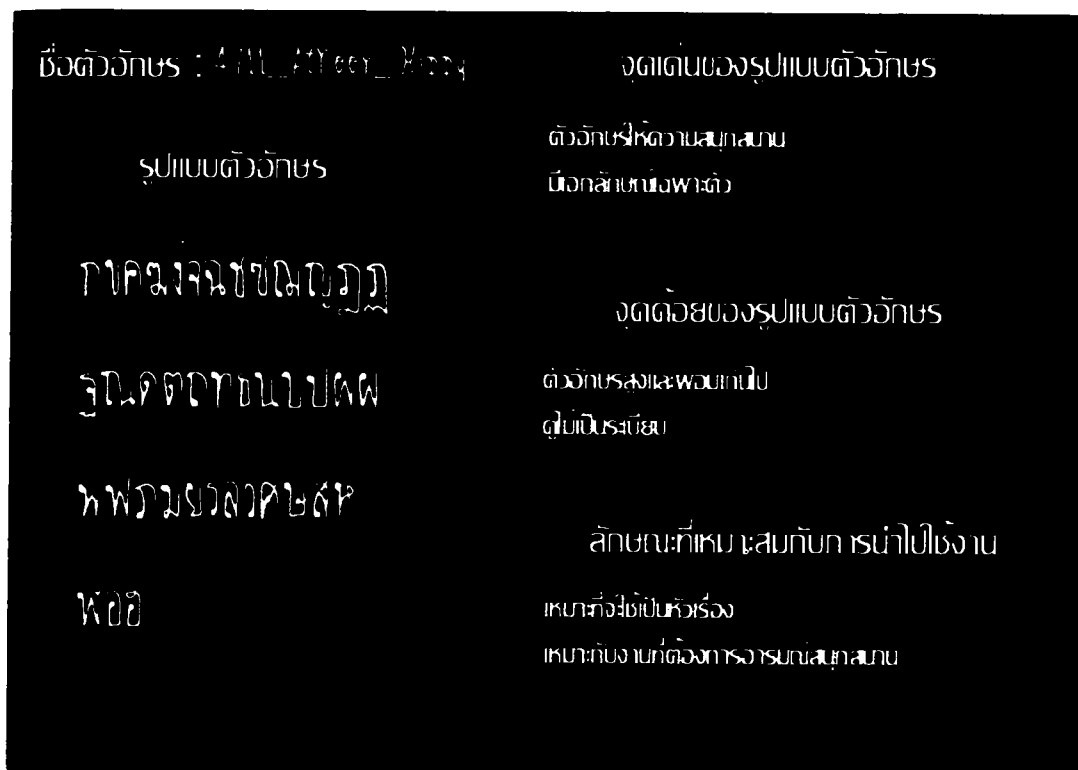 ชื่อตัวอักษร :
รูปแบบตัวอักษร
กขคฆงจฉชซฌญฎฏ
ฐณดตถทธนบปผฝ
พฟภมยรลวศษสห
ฬอฮ
จุดเด่นของรูปแบบตัวอักษร
ตัวอักษรให้ความสนุกสนาน
มีเอกลักษณ์เฉพาะตัว
จุดด้อยของรูปแบบตัวอักษร
ตัวอักษรสูงและผอมเกินไป
ดูไม่เป็นระเบียบ
ลักษณะที่เหมาะสมกับการนำไปใช้งาน
เหมาะที่จะใช้เป็นหัวเรื่อง
เหมาะกับงานที่ต้องการอารมณ์สนุกสนาน